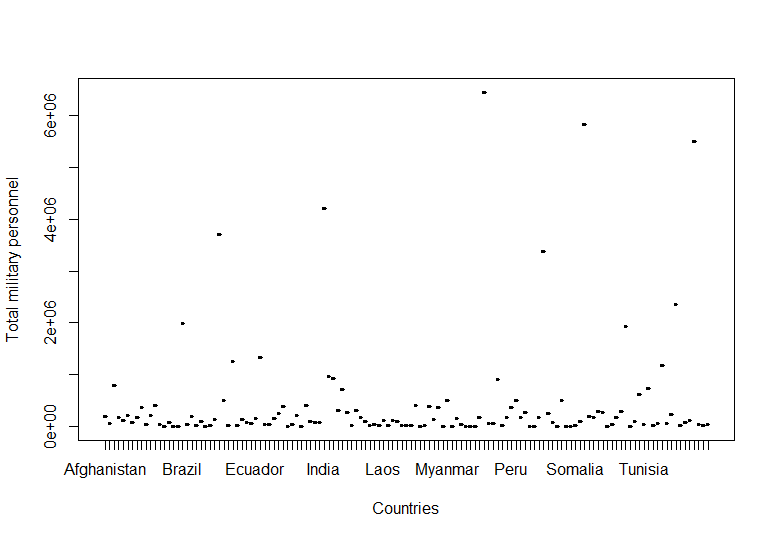 6e+06
4e+06
2e+06
0e+00
Total military personnel
Afghanistan Brazil Ecuador India Laos Myanmar Peru Somalia Tunisia
Countries